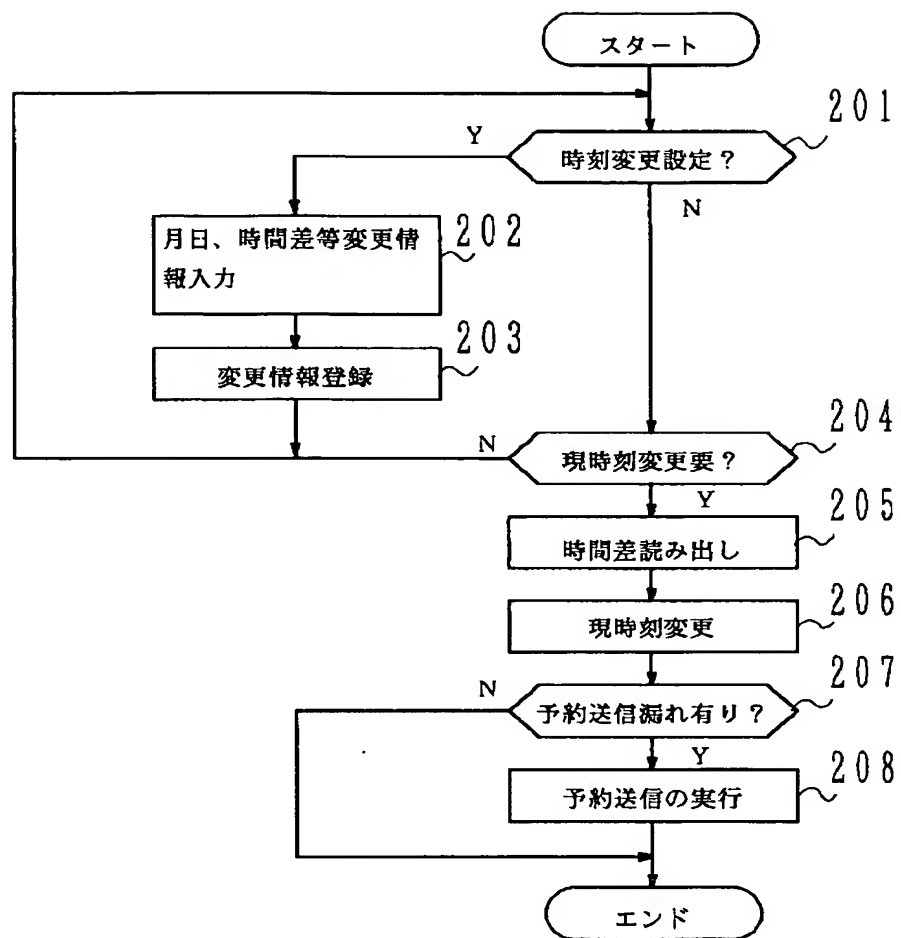 スタート
201
Y
時刻変更設定?
N
月日、時間差等変更情
報入力
202
203
変更情報登録
204
N
現時刻変更要?
Y
205
時間差読み出し
206
現時刻変更
207
N
予約送信漏れ有り?
Y
208
予約送信の実行
エンド